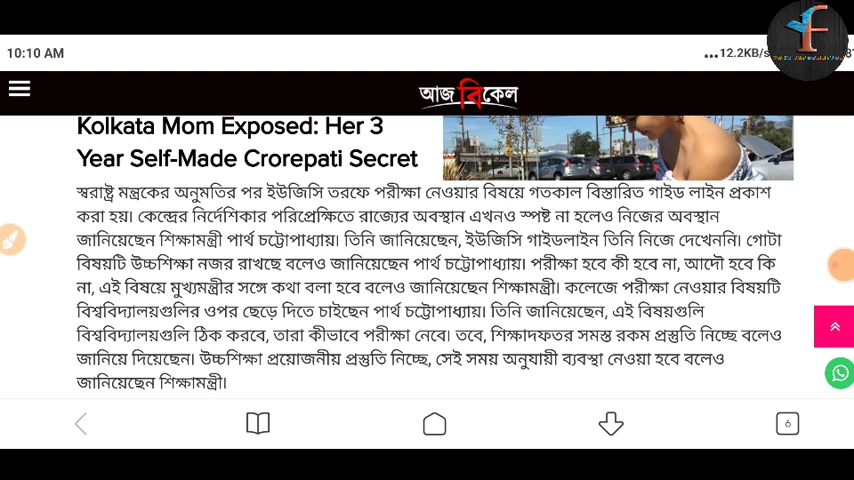 10:10 AM
...12.2KB/s
আজ বিকেল
Kolkata Mom Exposed: Her 3
Year Self-Made Crorepati Secret
স্বরাষ্ট্র মন্ত্রকের অনুমতির পর ইউজিসি তরফে পরীক্ষা নেওয়ার বিষয়ে গতকাল বিস্তারিত গাইড লাইন প্রকাশ
করা হয়। কেন্দ্রের নির্দেশিকার পরিপ্রেক্ষিতে রাজ্যের অবস্থান এখনও স্পষ্ট না হলেও নিজের অবস্থান
জানিয়েছেন শিক্ষামন্ত্রী পার্থ চট্টোপাধ্যায়। তিনি জানিয়েছেন, ইউজিসি গাইডলাইন তিনি নিজে দেখেননি। গোটা
বিষয়টি উচ্চশিক্ষা নজর রাখছে বলেও জানিয়েছেন পার্থ চট্টোপাধ্যায়। পরীক্ষা হবে কী হবে না, আদৌ হবে কি
না, এই বিষয়ে মুখ্যমন্ত্রীর সঙ্গে কথা বলা হবে বলেও জানিয়েছেন শিক্ষামন্ত্রী। কলেজে পরীক্ষা নেওয়ার বিষয়টি
বিশ্ববিদ্যালয়গুলির ওপর ছেড়ে দিতে চাইছেন পার্থ চট্টোপাধ্যায়। তিনি জানিয়েছেন, এই বিষয়গুলি
বিশ্ববিদ্যালয়গুলি ঠিক করবে, তারা কীভাবে পরীক্ষা নেবে। তবে, শিক্ষাদফতর সমস্ত রকম প্রস্তুতি নিচ্ছে বলেও
জানিয়ে দিয়েছেন। উচ্চশিক্ষা প্রয়োজনীয় প্রস্তুতি নিচ্ছে, সেই সময় অনুযায়ী ব্যবস্থা নেওয়া হবে বলেও
জানিয়েছেন শিক্ষামন্ত্রী।
6